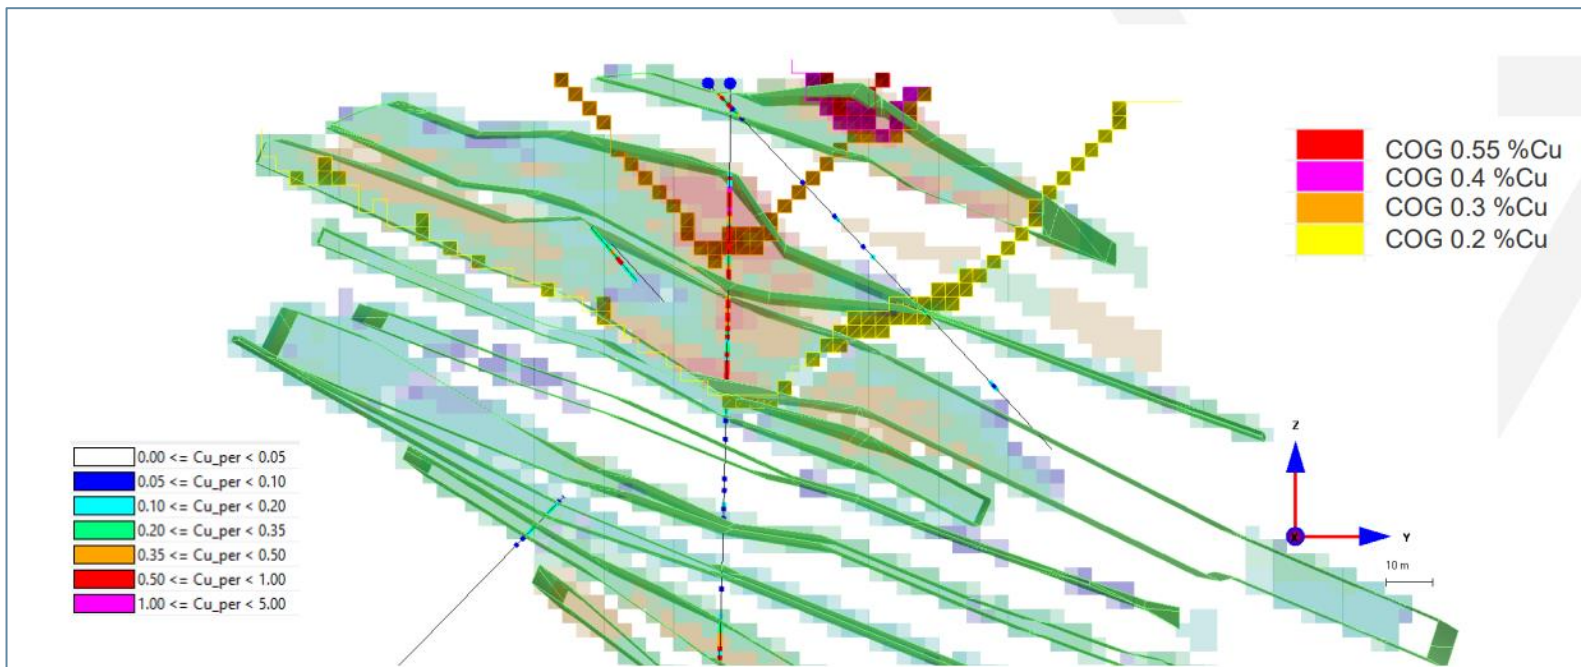 COG 0.55 %Cu
COG 0.4 %Cu
COG 0.3 %Cu
COG 0.2 %Cu
0.00 <= Cu_per < 0.05
0.05 <= Cu_per < 0.10
0.10 <= Cu_per < 0.20
0.20 <= Cu_per < 0.35
0.35 <= Cu_per < 0.50
0.50 <= Cu_per < 1.00
1.00 <= Cu_per < 5.00
Z
X
Y
10 m